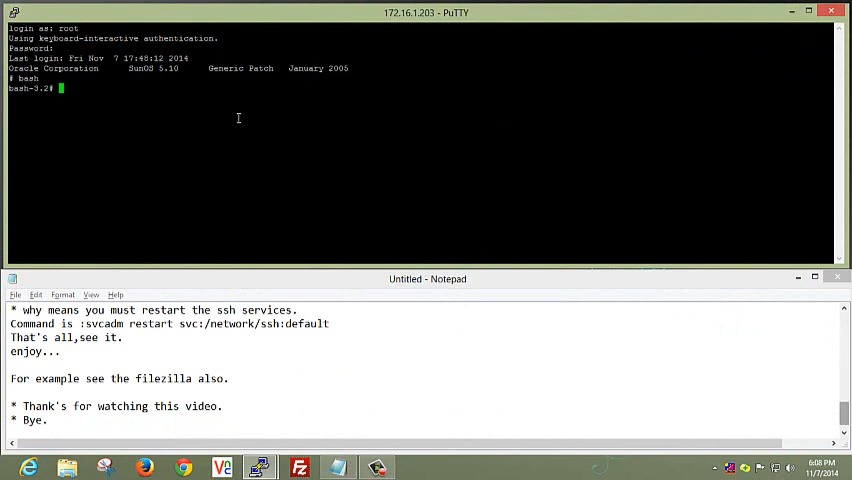 172.16.1.203 - PuTTY
login as: root
Using keyboard-interactive authentication.
Password:
Last login: Fri Nov  7 17:48:12 2014
Oracle Corporation      SunOS 5.10      Generic Patch   January 2005
# bash
bash-3.2#
Untitled - Notepad
File Edit Format View Help
* why means you must restart the ssh services.
Command is :svcadm restart svc:/network/ssh:default
That's all,see it.
enjoy...
For example see the filezilla also.
* Thank's for watching this video.
* Bye.
6:08 PM
11/7/2014